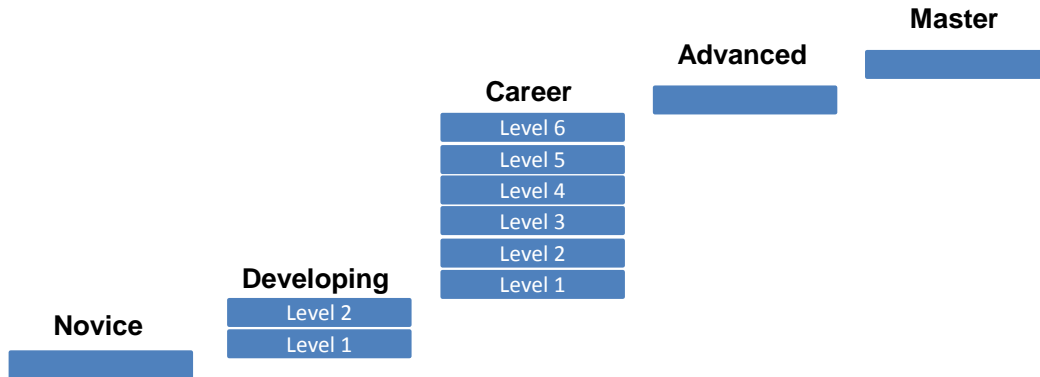 Master
Advanced
Career
Level 6
Level 5
Level 4
Level 3
Level 2
Level 1
Developing
Level 2
Level 1
Novice